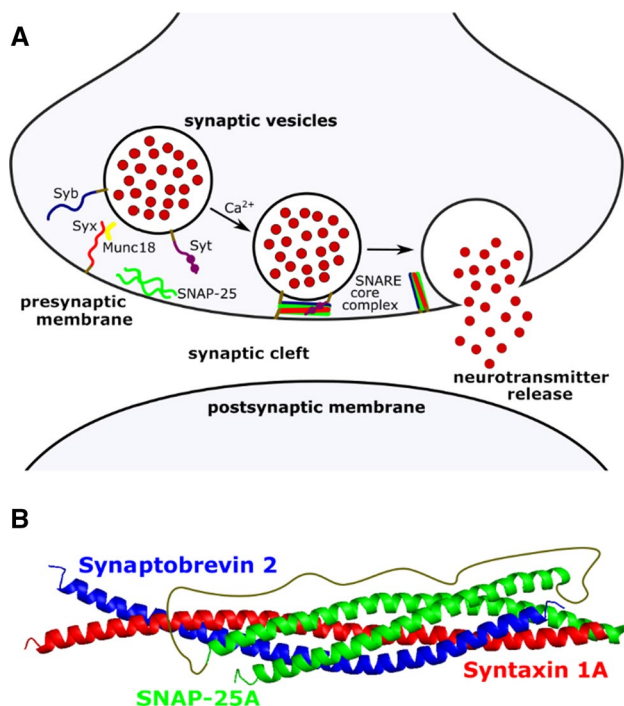 A
synaptic vesicles
Syb
Ca²⁺
Syx
Munc18
Syt
SNAP-25
SNARE
core
complex
presynaptic
membrane
synaptic cleft
neurotransmitter
release
postsynaptic membrane
B
Synaptobrevin 2
Syntaxin 1A
SNAP-25A